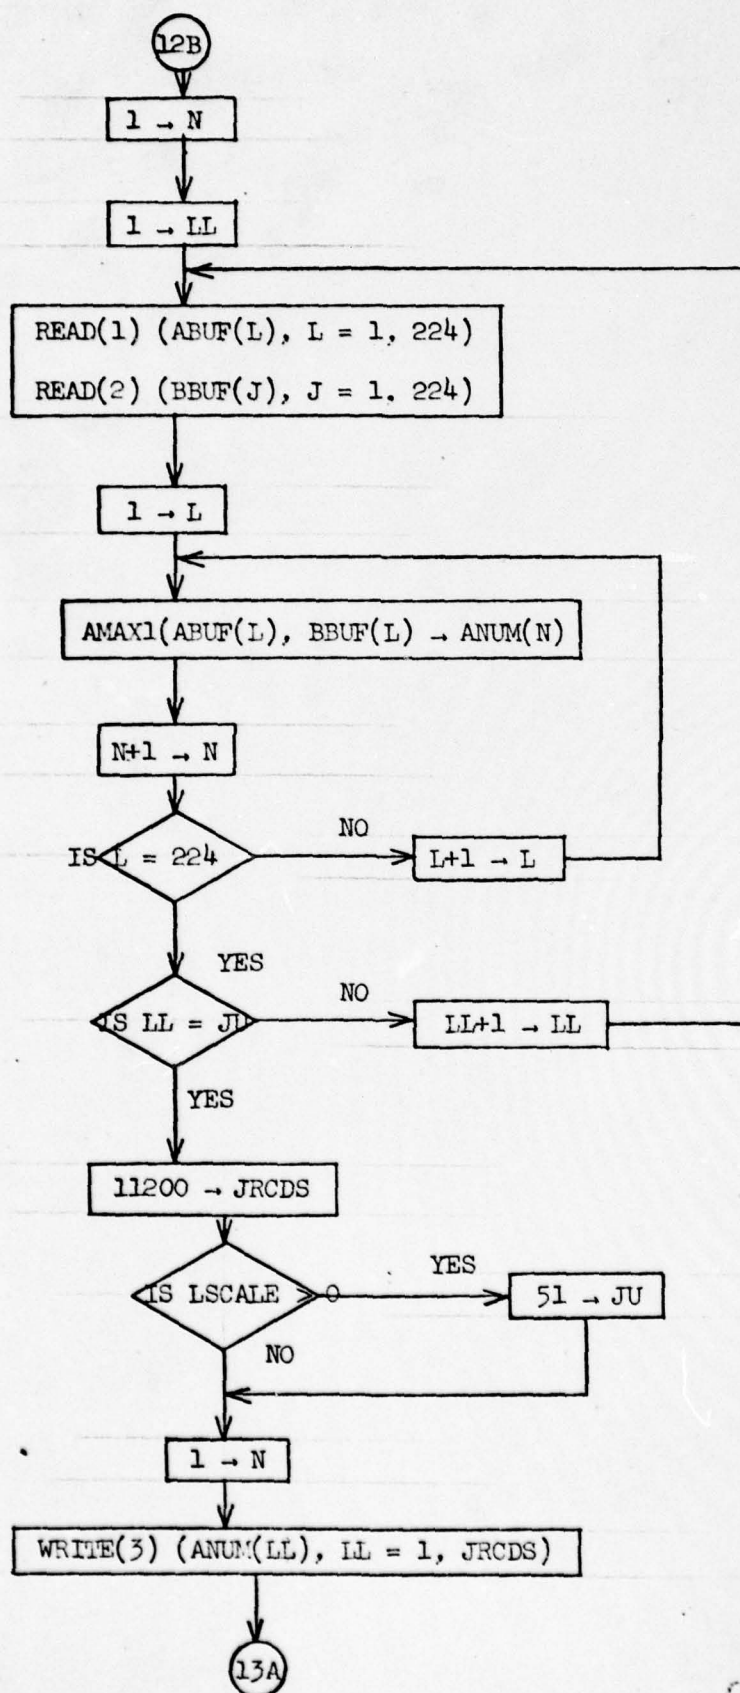 12B
1 → N
1 → LL
READ(1) (ABUF(L), L = 1, 224)
READ(2) (BBUF(J), J = 1. 224)
1 → L
AMAX1(ABUF(L), BBUF(L) → ANUM(N)
N+1 → N
IS L = 224
NO
L+1 → L
YES
IS LL = JU
NO
LL+1 → LL
YES
11200 → JRCDS
IS LSCALE > 0
YES
51 → JU
NO
1 → N
WRITE(3) (ANUM(LL), LL = 1, JRCDS)
13A